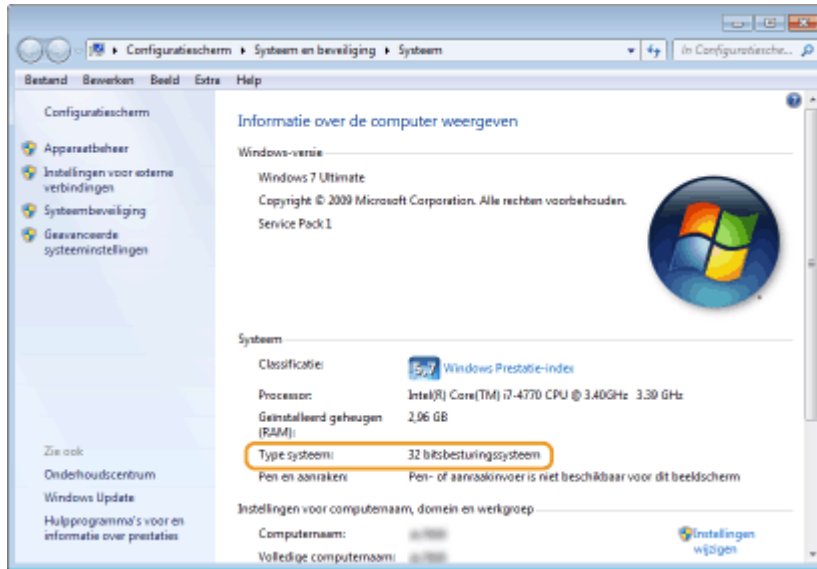 Configuratiescherm ▸ Systeem en beveiliging ▸ Systeem
In Configuratiesche...
Bestand Bewerken Beeld Extra Help
Configuratiescherm
Apparaatbeheer
Instellingen voor externe
verbindingen
Systeembeveiliging
Geavanceerde
systeeminstellingen
Zie ook
Onderhoudscentrum
Windows Update
Hulpprogramma's voor en
informatie over prestaties
Informatie over de computer weergeven
Windows-versie
Windows 7 Ultimate
Copyright © 2009 Microsoft Corporation. Alle rechten voorbehouden.
Service Pack 1
Systeem
Classificatie: 5,7 Windows Prestatie-index
Processor: Intel(R) Core(TM) i7-4770 CPU @ 3.40GHz 3.39 GHz
Geïnstalleerd geheugen 2,96 GB
(RAM):
Type systeem: 32 bitsbesturingssysteem
Pen en aanraken: Pen- of aanraakinvoer is niet beschikbaar voor dit beeldscherm
Instellingen voor computernaam, domein en werkgroep
Computernaam: Instellingen
wijzigen
Volledige computernaam: